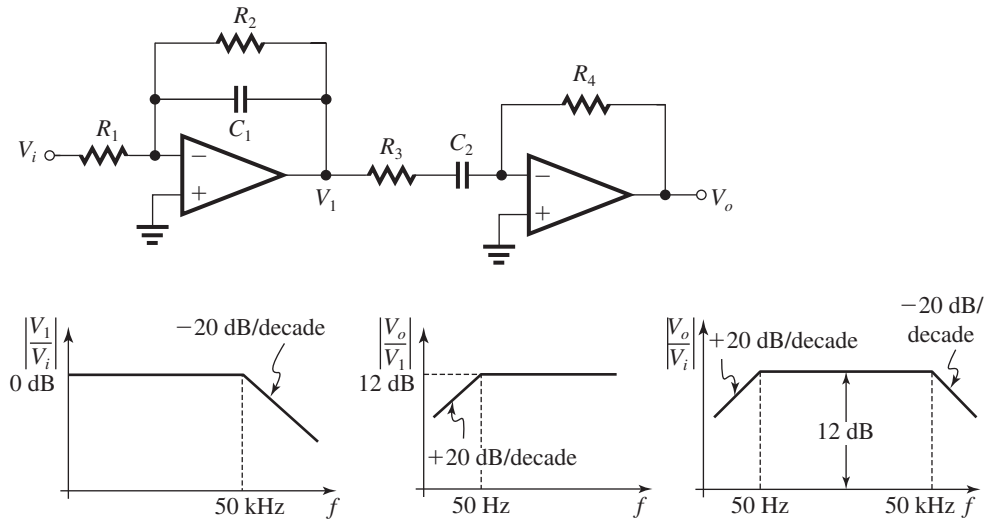 R2
C1
R1
Vi
−
+
V1
R3
C2
R4
−
+
Vo
|V1/Vi|
0 dB
−20 dB/decade
50 kHz
f
|Vo/V1|
12 dB
+20 dB/decade
50 Hz
f
|Vo/Vi|
+20 dB/decade
−20 dB/
decade
12 dB
50 Hz
50 kHz
f